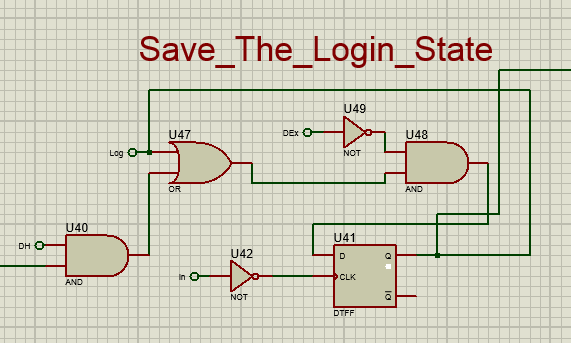 Save_The_Login_State
U49
DEx
NOT
U47
Log
OR
U48
AND
U40
DH
AND
U42
In
NOT
U41
D
Q
CLK
Q
DTFF